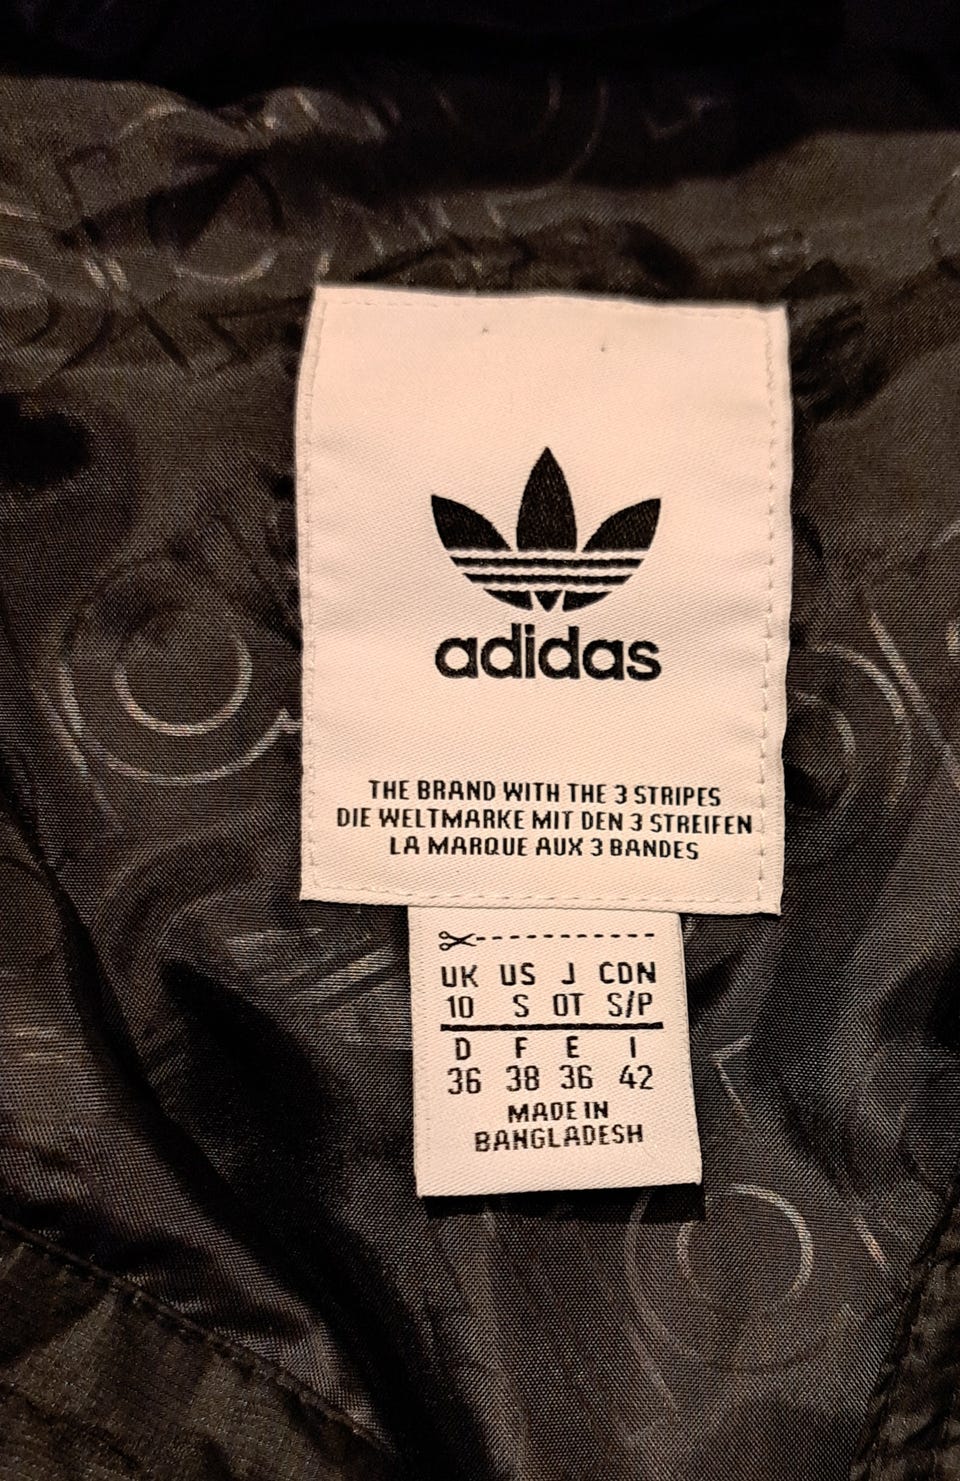 adidas
THE BRAND WITH THE 3 STRIPES
DIE WELTMARKE MIT DEN 3 STREIFEN
LA MARQUE AUX 3 BANDES
UK US J CDN
10 S OT S/P
D F E I
36 38 36 42
MADE IN
BANGLADESH